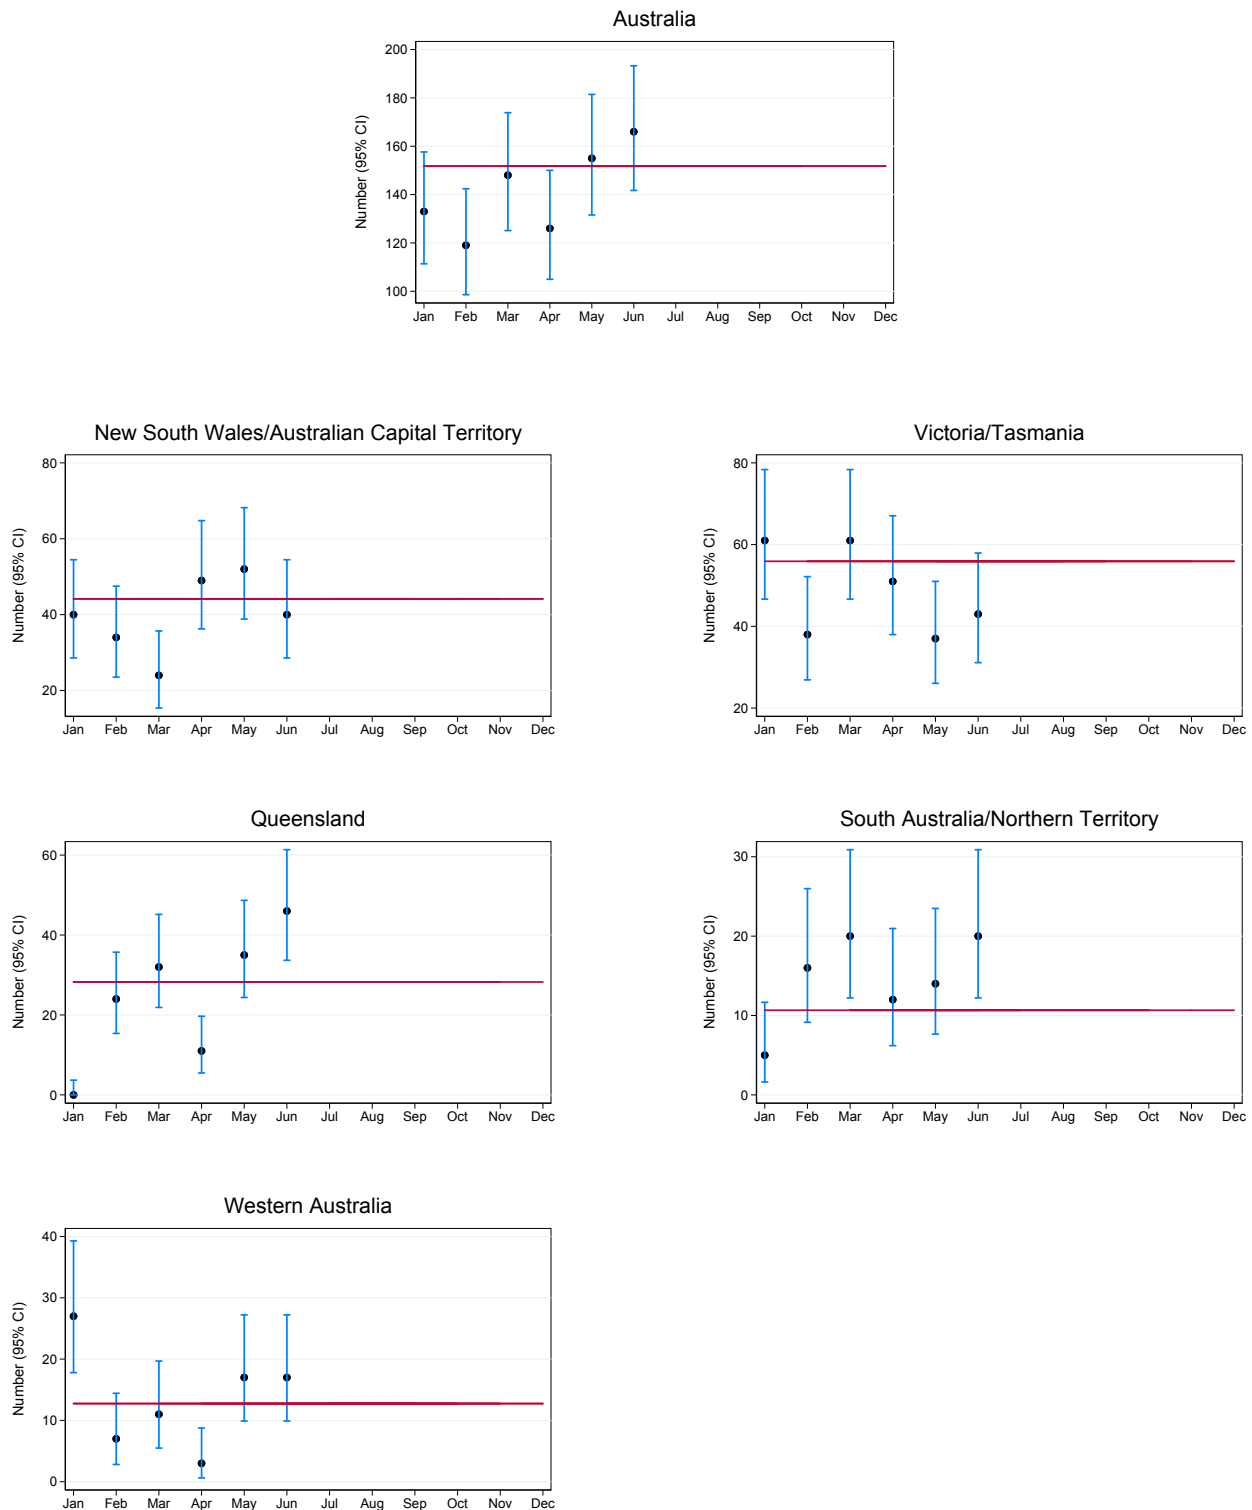 Australia
Number (95% CI)
200
180
160
140
120
100
Jan Feb Mar Apr May Jun Jul Aug Sep Oct Nov Dec
New South Wales/Australian Capital Territory
Number (95% CI)
80
60
40
20
Jan Feb Mar Apr May Jun Jul Aug Sep Oct Nov Dec
Victoria/Tasmania
Number (95% CI)
80
60
40
20
Jan Feb Mar Apr May Jun Jul Aug Sep Oct Nov Dec
Queensland
Number (95% CI)
60
40
20
0
Jan Feb Mar Apr May Jun Jul Aug Sep Oct Nov Dec
South Australia/Northern Territory
Number (95% CI)
30
20
10
0
Jan Feb Mar Apr May Jun Jul Aug Sep Oct Nov Dec
Western Australia
Number (95% CI)
40
30
20
10
0
Jan Feb Mar Apr May Jun Jul Aug Sep Oct Nov Dec